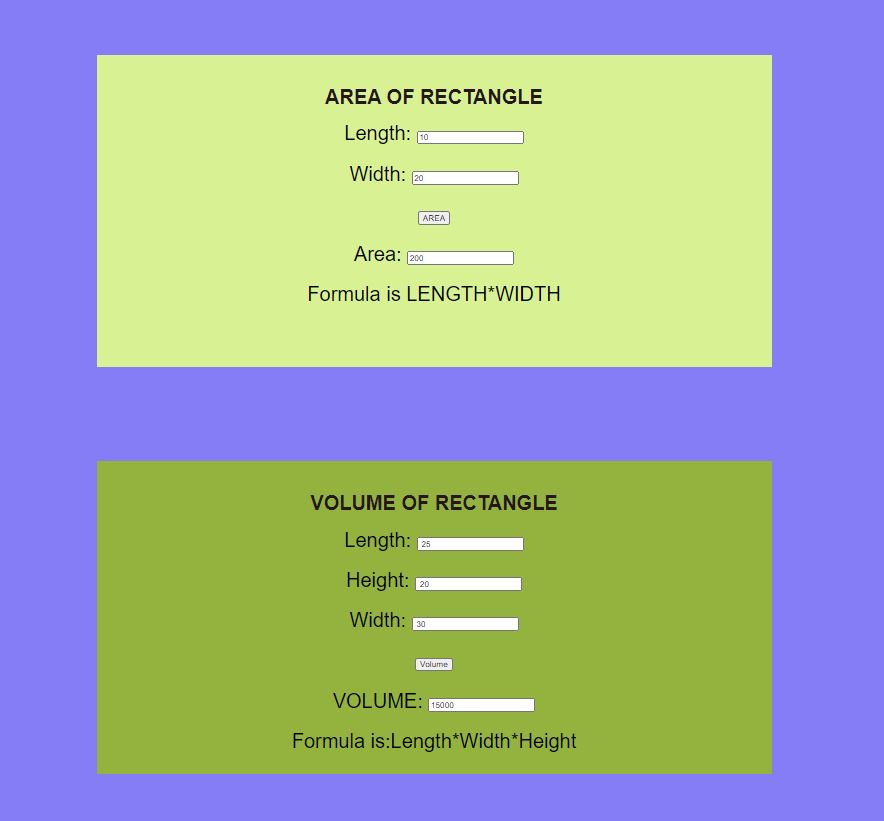 AREA OF RECTANGLE
Length: 10
Width: 20
AREA
Area: 200
Formula is LENGTH*WIDTH
VOLUME OF RECTANGLE
Length: 25
Height: 20
Width: 30
Volume
VOLUME: 15000
Formula is:Length*Width*Height